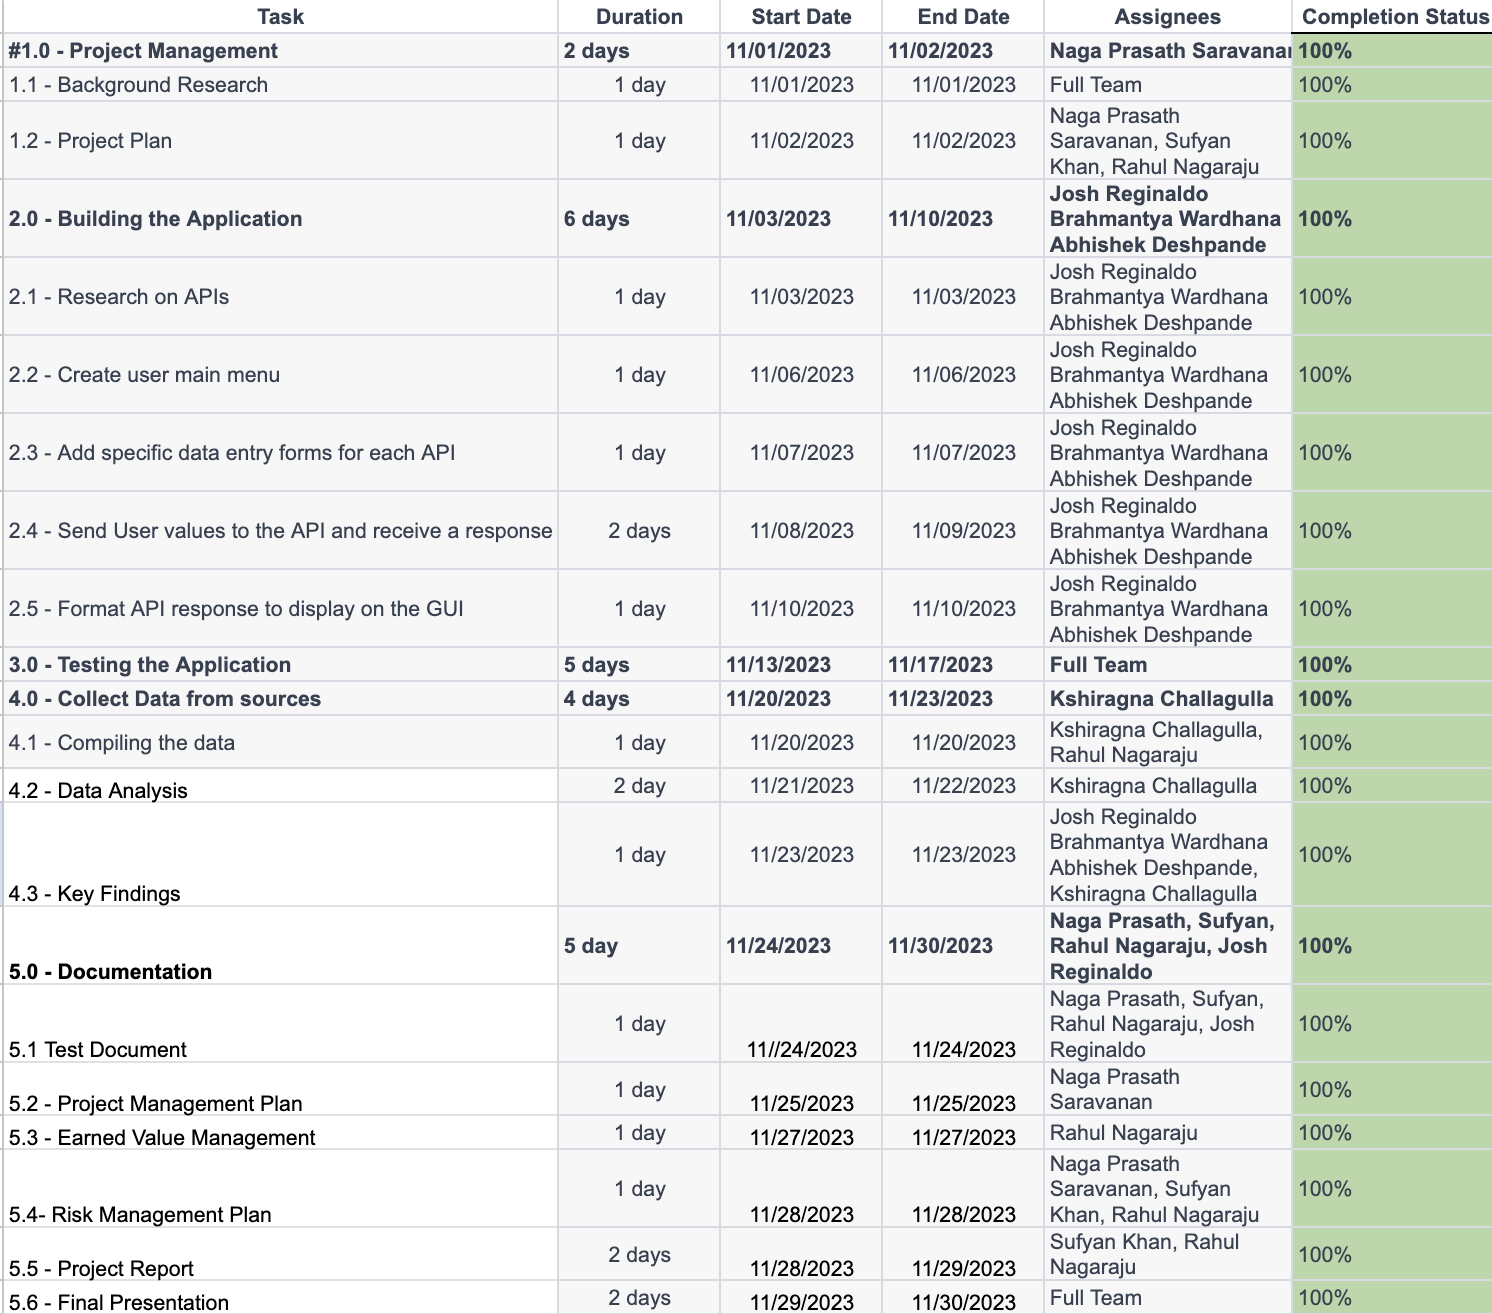 Task Duration Start Date End Date Assignees Completion Status
#1.0 - Project Management 2 days 11/01/2023 11/02/2023 Naga Prasath Saravanan 100%
1.1 - Background Research 1 day 11/01/2023 11/01/2023 Full Team 100%
1.2 - Project Plan 1 day 11/02/2023 11/02/2023 Naga Prasath
Saravanan, Sufyan
Khan, Rahul Nagaraju 100%
2.0 - Building the Application 6 days 11/03/2023 11/10/2023 Josh Reginaldo
Brahmantya Wardhana
Abhishek Deshpande 100%
2.1 - Research on APIs 1 day 11/03/2023 11/03/2023 Josh Reginaldo
Brahmantya Wardhana
Abhishek Deshpande 100%
2.2 - Create user main menu 1 day 11/06/2023 11/06/2023 Josh Reginaldo
Brahmantya Wardhana
Abhishek Deshpande 100%
2.3 - Add specific data entry forms for each API 1 day 11/07/2023 11/07/2023 Josh Reginaldo
Brahmantya Wardhana
Abhishek Deshpande 100%
2.4 - Send User values to the API and receive a response 2 days 11/08/2023 11/09/2023 Josh Reginaldo
Brahmantya Wardhana
Abhishek Deshpande 100%
2.5 - Format API response to display on the GUI 1 day 11/10/2023 11/10/2023 Josh Reginaldo
Brahmantya Wardhana
Abhishek Deshpande 100%
3.0 - Testing the Application 5 days 11/13/2023 11/17/2023 Full Team 100%
4.0 - Collect Data from sources 4 days 11/20/2023 11/23/2023 Kshiragna Challagulla 100%
4.1 - Compiling the data 1 day 11/20/2023 11/20/2023 Kshiragna Challagulla,
Rahul Nagaraju 100%
4.2 - Data Analysis 2 day 11/21/2023 11/22/2023 Kshiragna Challagulla 100%
4.3 - Key Findings 1 day 11/23/2023 11/23/2023 Josh Reginaldo
Brahmantya Wardhana
Abhishek Deshpande,
Kshiragna Challagulla 100%
5.0 - Documentation 5 day 11/24/2023 11/30/2023 Naga Prasath, Sufyan,
Rahul Nagaraju, Josh
Reginaldo 100%
5.1 Test Document 1 day 11//24/2023 11/24/2023 Naga Prasath, Sufyan,
Rahul Nagaraju, Josh
Reginaldo 100%
5.2 - Project Management Plan 1 day 11/25/2023 11/25/2023 Naga Prasath
Saravanan 100%
5.3 - Earned Value Management 1 day 11/27/2023 11/27/2023 Rahul Nagaraju 100%
5.4- Risk Management Plan 1 day 11/28/2023 11/28/2023 Naga Prasath
Saravanan, Sufyan
Khan, Rahul Nagaraju 100%
5.5 - Project Report 2 days 11/28/2023 11/29/2023 Sufyan Khan, Rahul
Nagaraju 100%
5.6 - Final Presentation 2 days 11/29/2023 11/30/2023 Full Team 100%